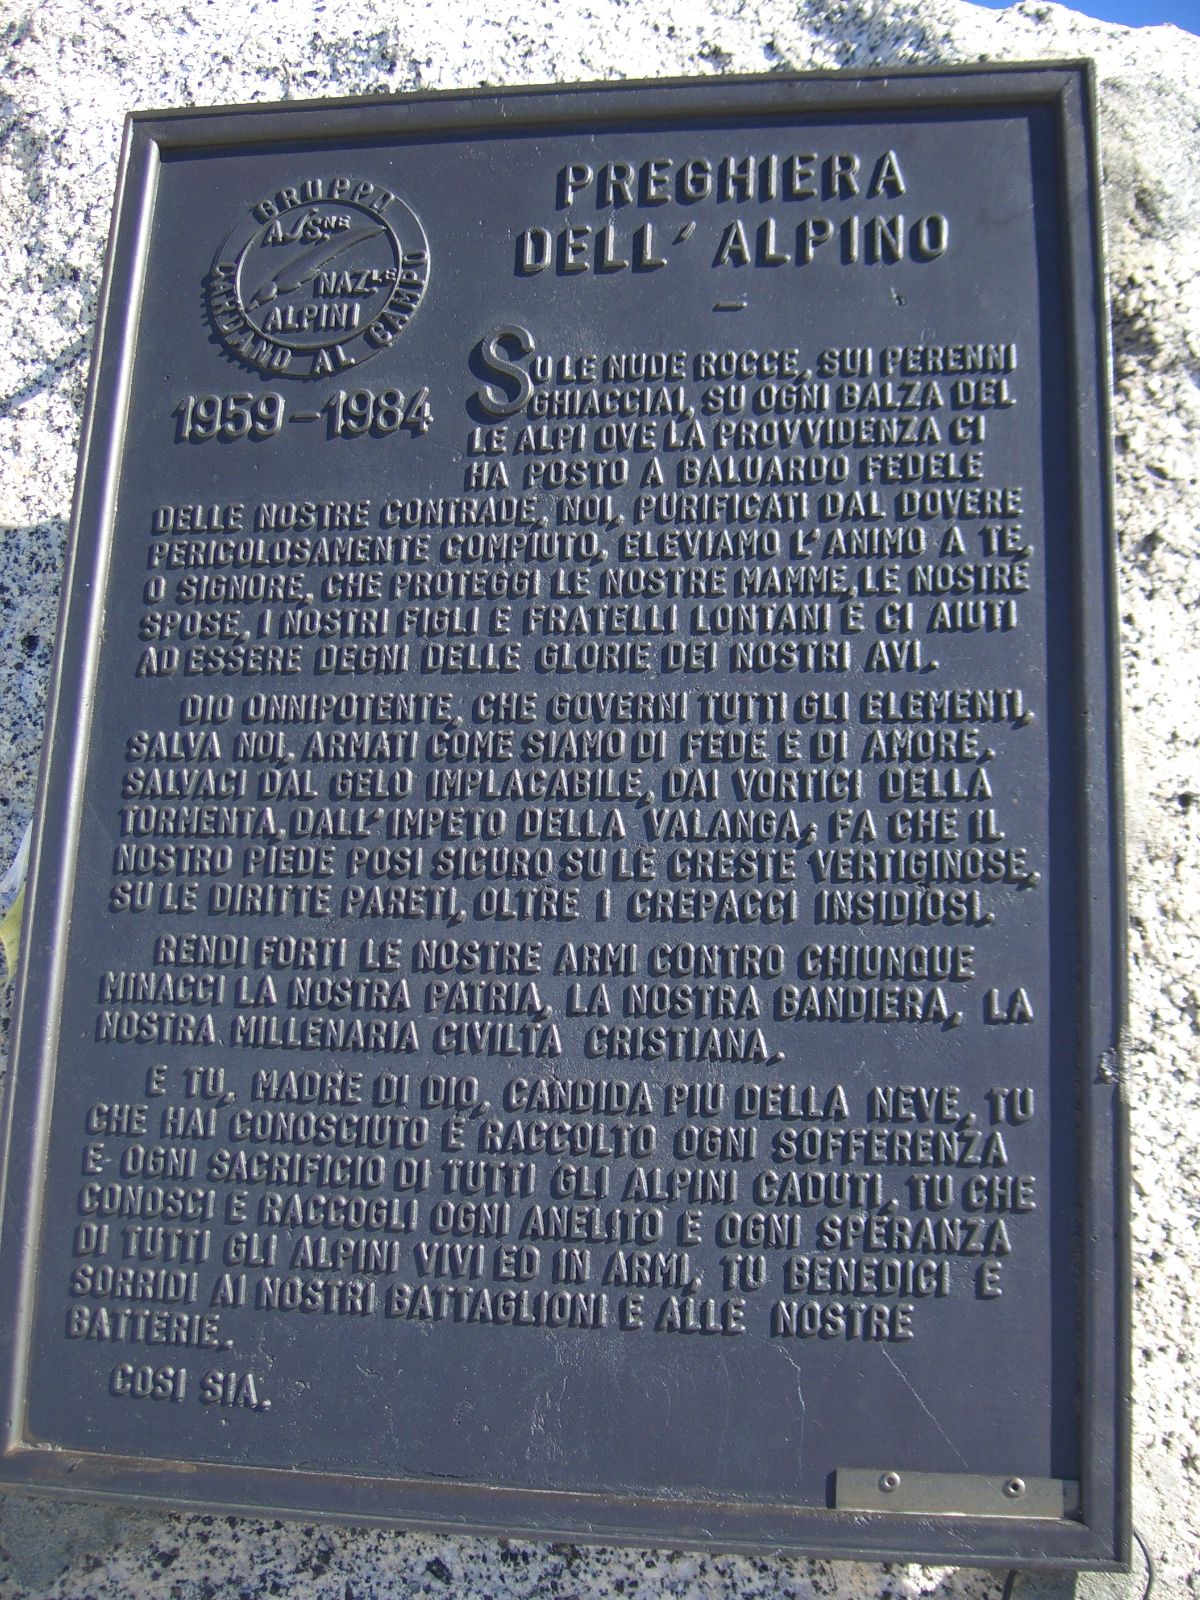 GRUPPO
A/SNE
NAZLE
ALPINI
DAIRLAND AL CAMPO
1959-1984
PREGHIERA
DELL'ALPINO
SU LE NUDE ROCCE, SUI PERENNI
GHIACCIAI, SU OGNI BALZA DEL
LE ALPI OVE LA PROVVIDENZA CI
HA POSTO A BALUARDO FEDELE
DELLE NOSTRE CONTRADE, NOI, PURIFICATI DAL DOVERE
PERICOLOSAMENTE COMPIUTO, ELEVIAMO L'ANIMO A TE,
O SIGNORE, CHE PROTEGGI LE NOSTRE MAMME, LE NOSTRE
SPOSE, I NOSTRI FIGLI E FRATELLI LONTANI E CI AIUTI
AD ESSERE DEGNI DELLE GLORIE DEI NOSTRI AVI.
DIO ONNIPOTENTE, CHE GOVERNI TUTTI GLI ELEMENTI,
SALVA NOI, ARMATI COME SIAMO DI FEDE E DI AMORE.
SALVACI DAL GELO IMPLACABILE, DAI VORTICI DELLA
TORMENTA, DALL'IMPETO DELLA VALANGA; FA CHE IL
NOSTRO PIEDE POSI SICURO SU LE CRESTE VERTIGINOSE,
SU LE DIRITTE PARETI, OLTRE I CREPACCI INSIDIOSI.
RENDI FORTI LE NOSTRE ARMI CONTRO CHIUNQUE
MINACCI LA NOSTRA PATRIA, LA NOSTRA BANDIERA, LA
NOSTRA MILLENARIA CIVILTA CRISTIANA.
E TU, MADRE DI DIO, CANDIDA PIU DELLA NEVE, TU
CHE HAI CONOSCIUTO E RACCOLTO OGNI SOFFERENZA
E OGNI SACRIFICIO DI TUTTI GLI ALPINI CADUTI, TU CHE
CONOSCI E RACCOGLI OGNI ANELITO E OGNI SPERANZA
DI TUTTI GLI ALPINI VIVI ED IN ARMI, TU BENEDICI E
SORRIDI AI NOSTRI BATTAGLIONI E ALLE NOSTRE
BATTERIE.
COSI SIA.